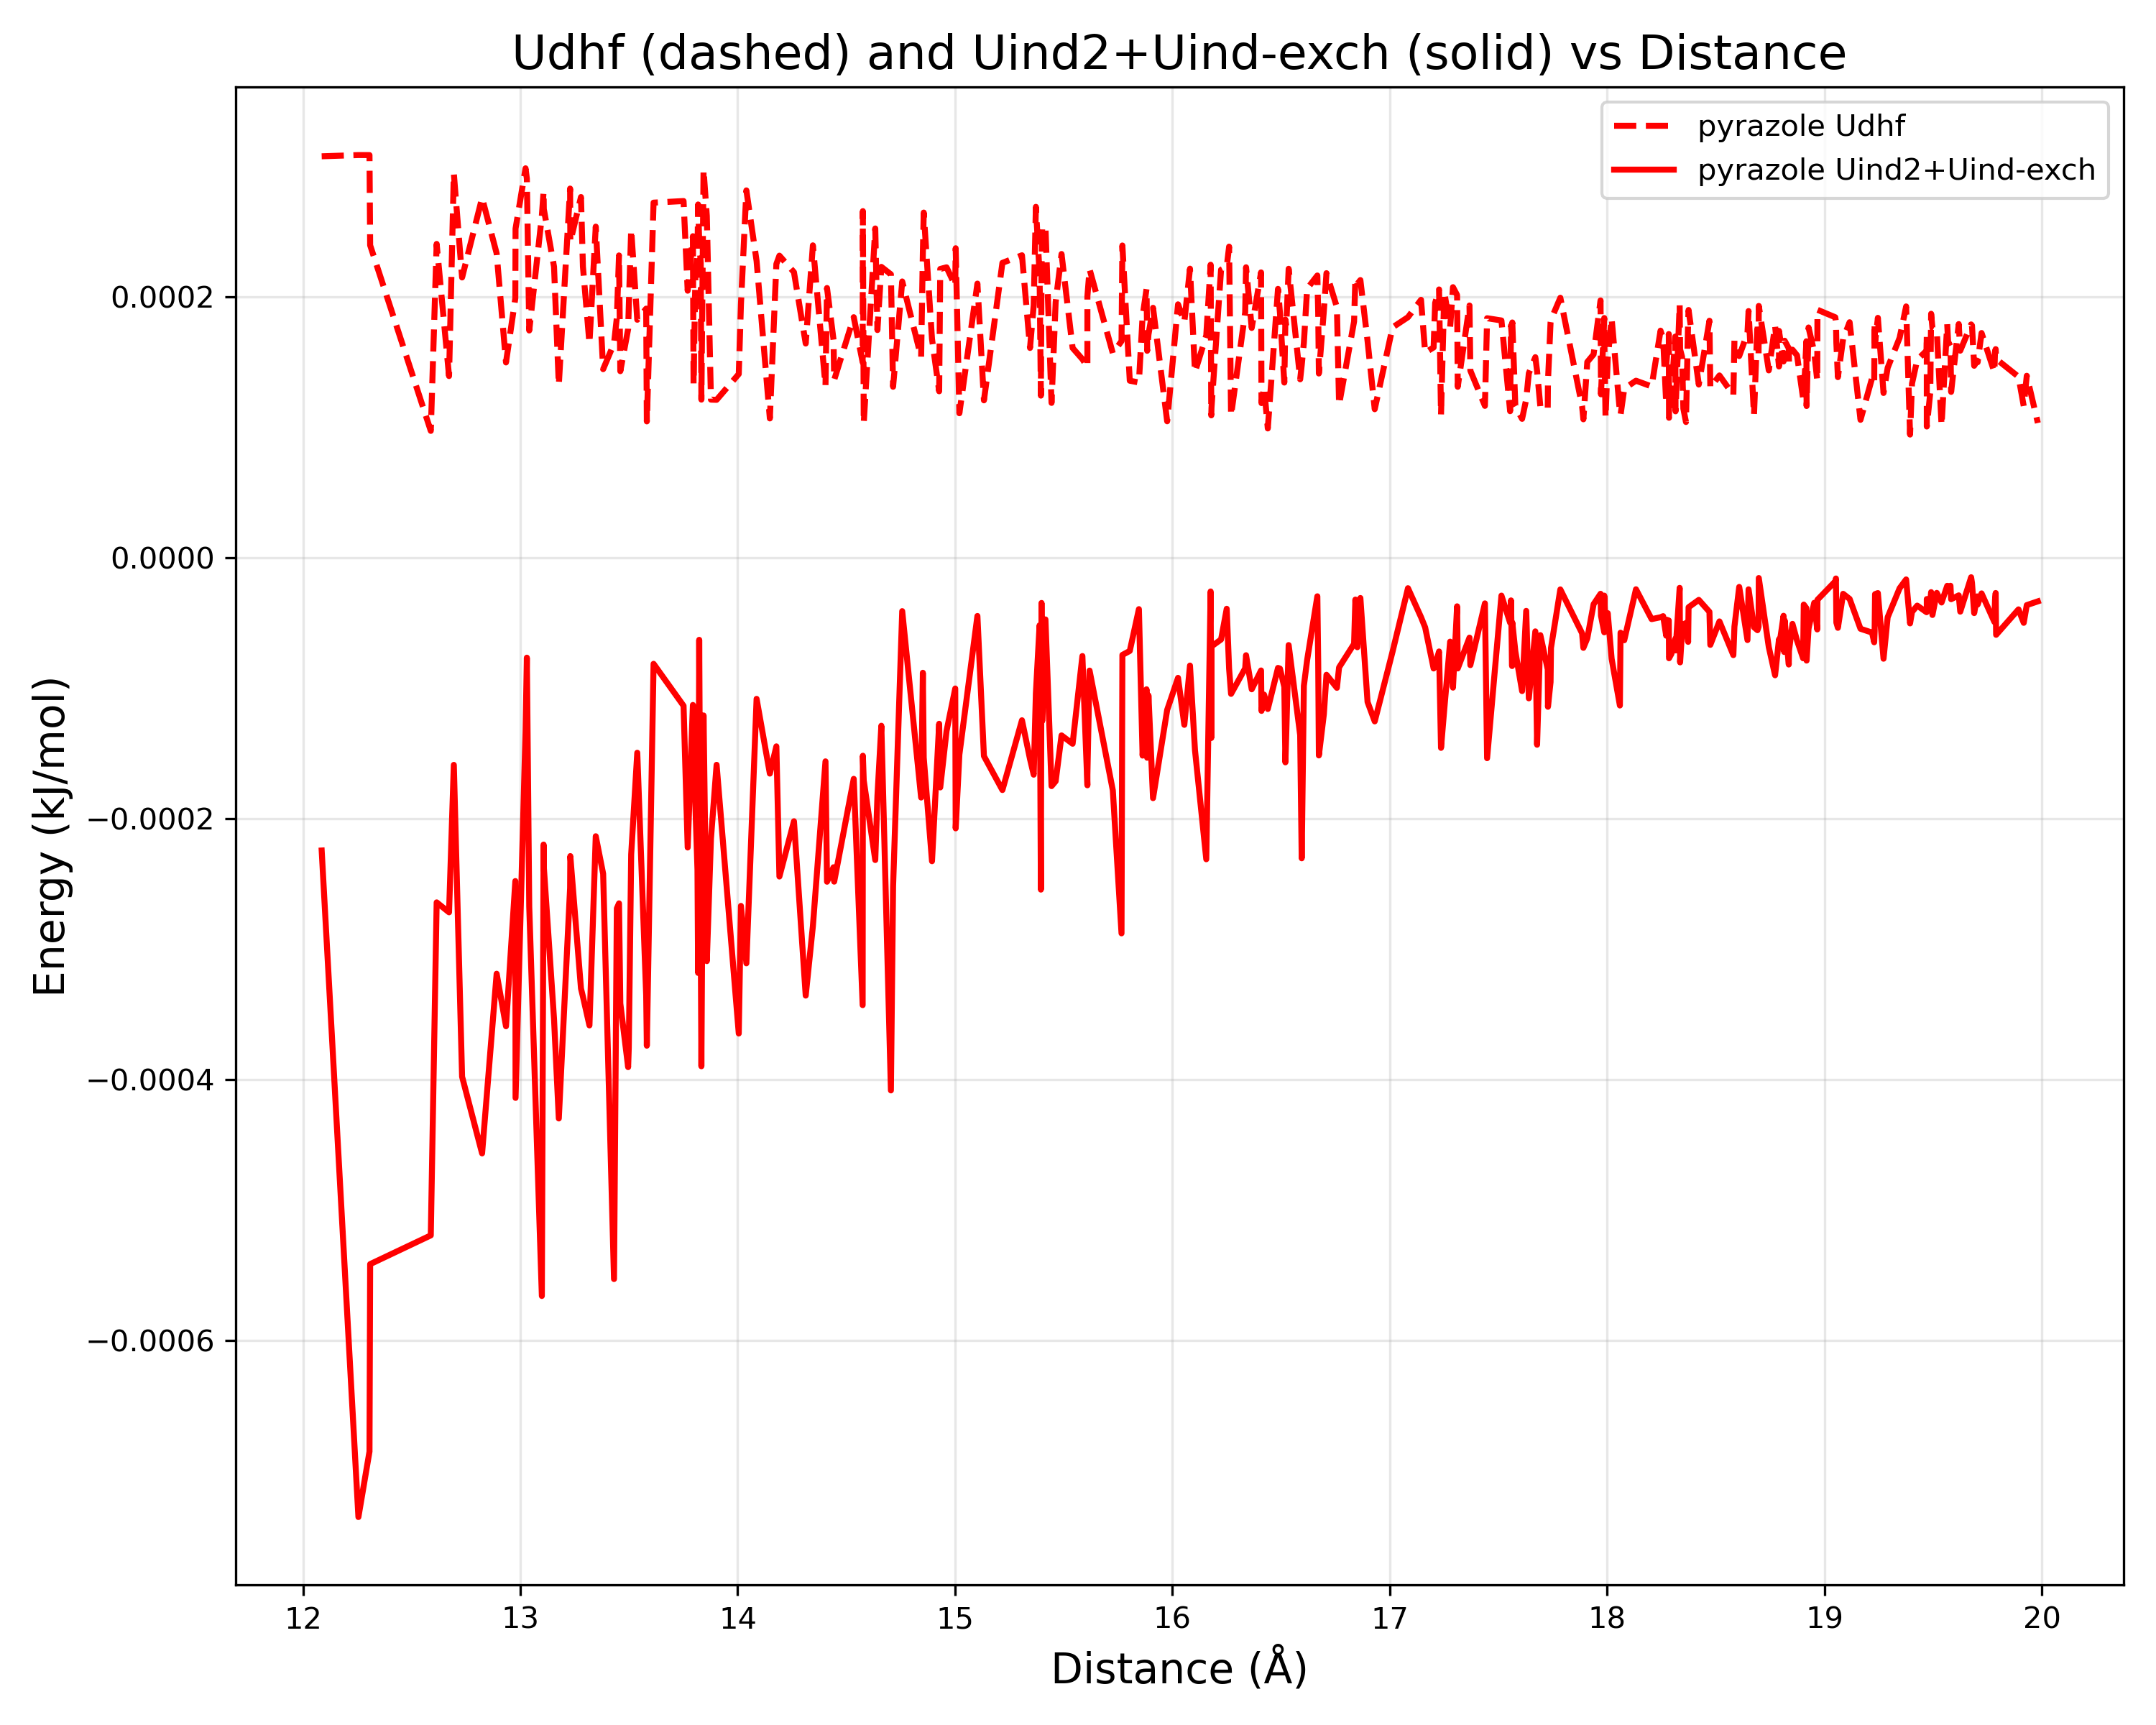 Udhf (dashed) and Uind2+Uind-exch (solid) vs Distance
pyrazole Udhf
pyrazole Uind2+Uind-exch
0.0002
0.0000
−0.0002
−0.0004
−0.0006
Energy (kJ/mol)
12 13 14 15 16 17 18 19 20
Distance (Å)